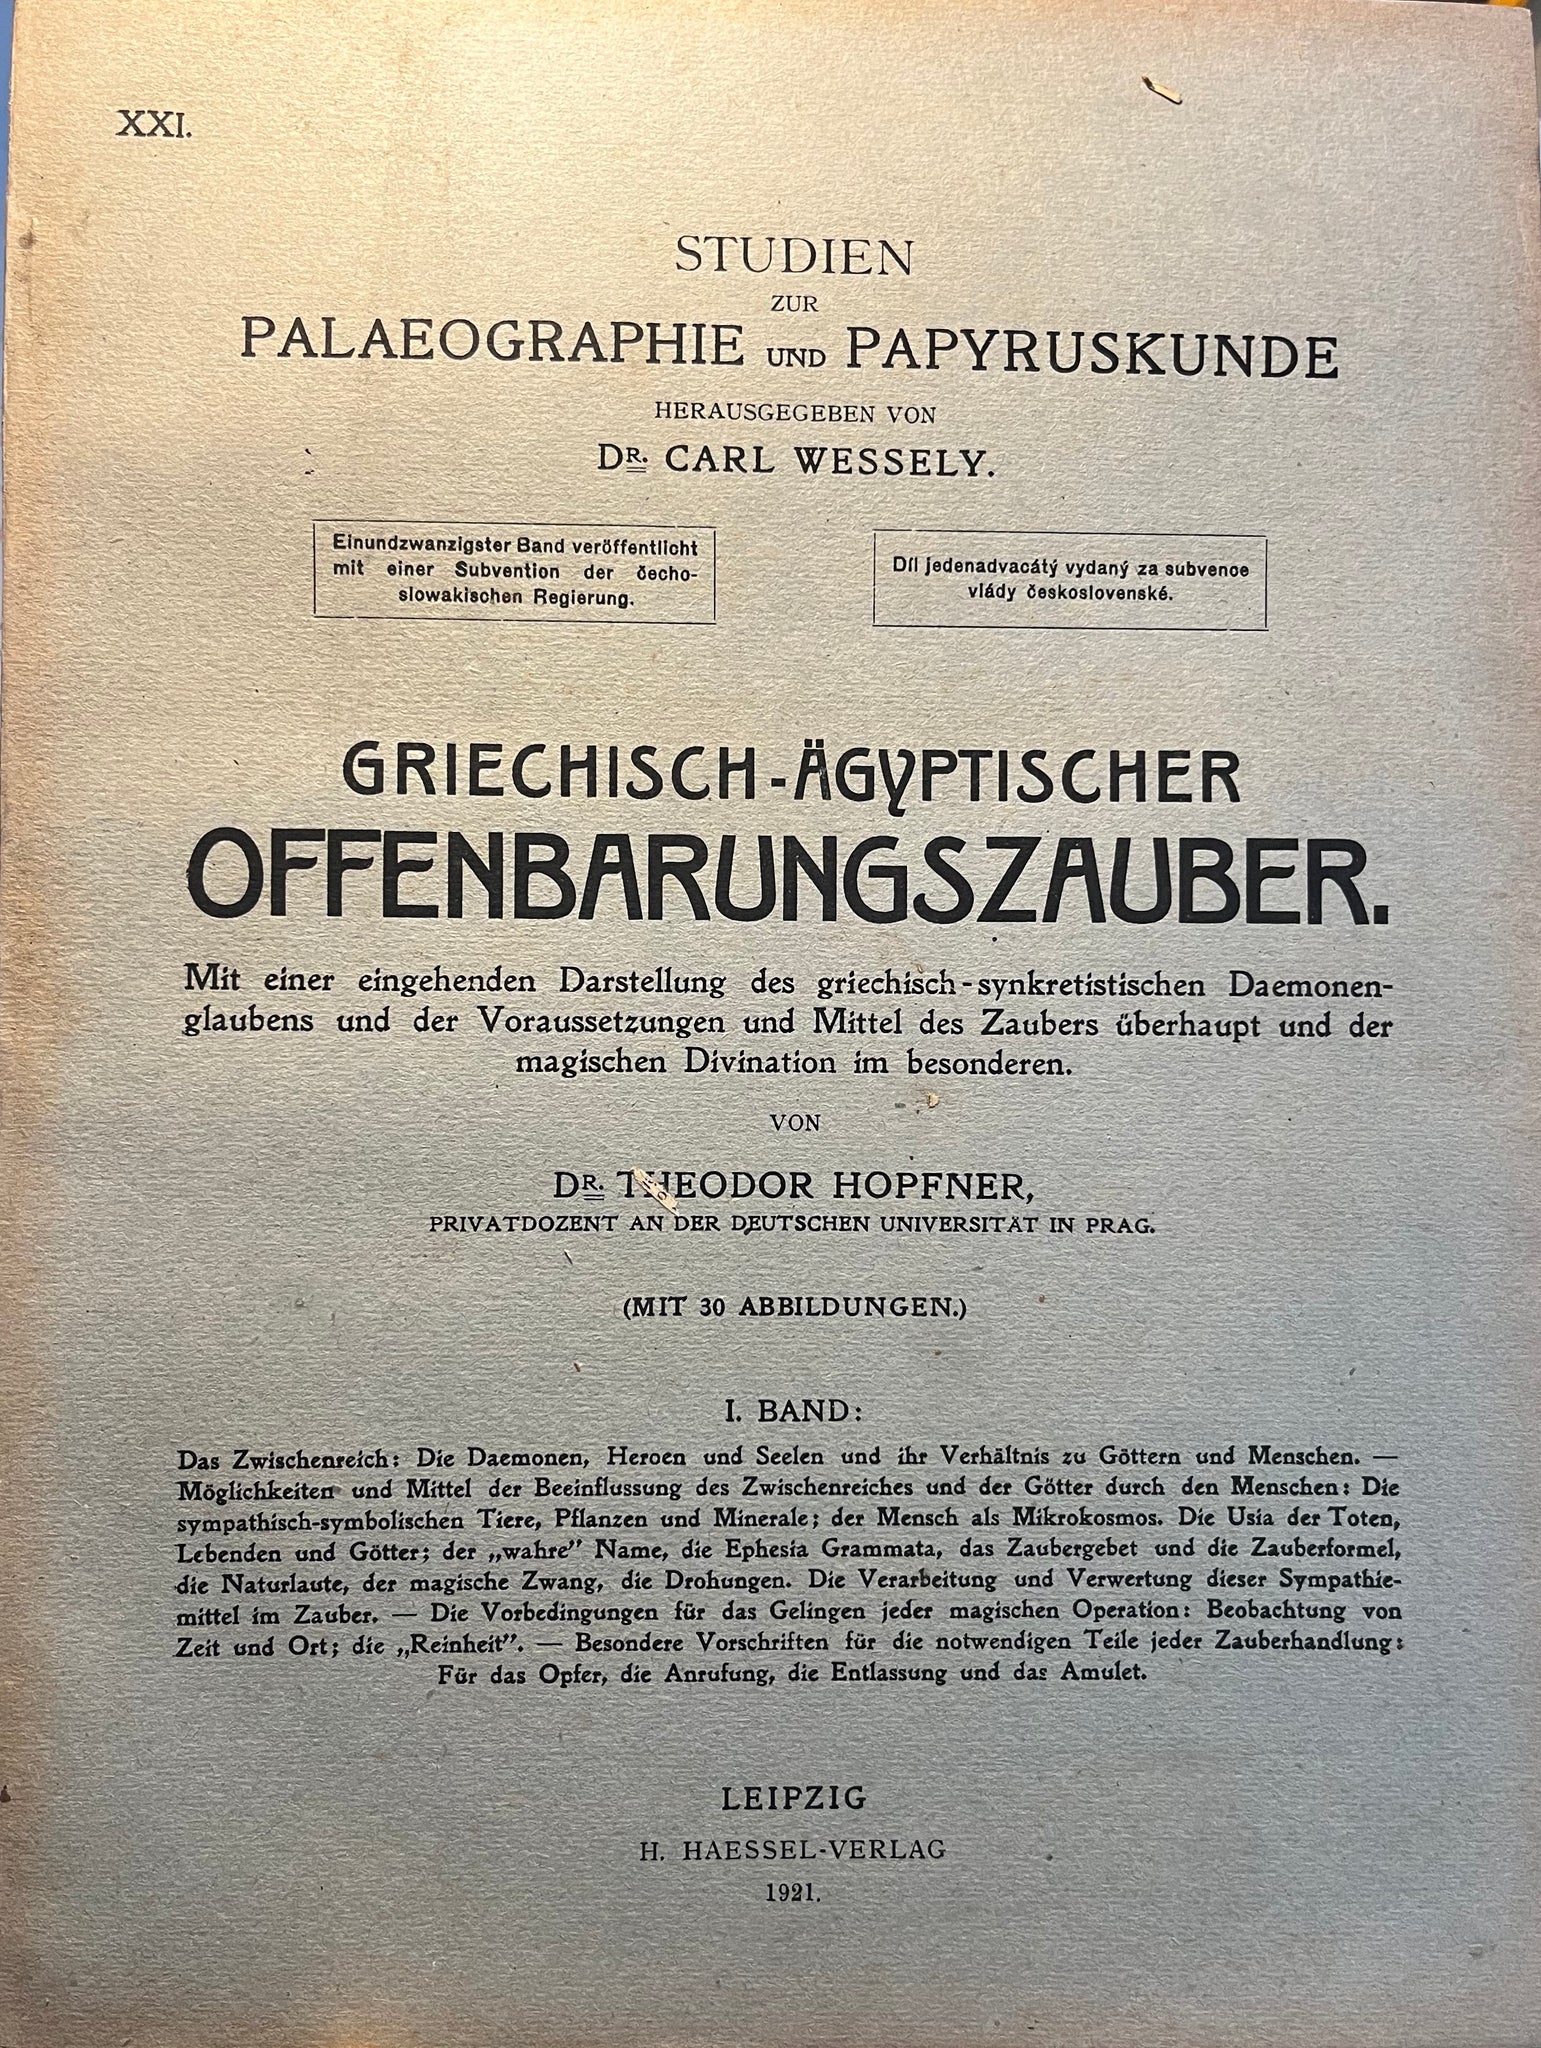 XXI.
STUDIEN
ZUR
PALAEOGRAPHIE UND PAPYRUSKUNDE
HERAUSGEGEBEN VON
DR. CARL WESSELY.
Einundzwanzigster Band veröffentlicht
mit einer Subvention der čecho-
slowakischen Regierung.
Díl jedenadvacátý vydaný za subvence
vlády československé.
GRIECHISCH-ÄGYPTISCHER
OFFENBARUNGSZAUBER.
Mit einer eingehenden Darstellung des griechisch-synkretistischen Daemonen-
glaubens und der Voraussetzungen und Mittel des Zaubers überhaupt und der
magischen Divination im besonderen.
VON
DR. THEODOR HOPFNER,
PRIVATDOZENT AN DER DEUTSCHEN UNIVERSITÄT IN PRAG.
(MIT 30 ABBILDUNGEN.)
I. BAND:
Das Zwischenreich: Die Daemonen, Heroen und Seelen und ihr Verhältnis zu Göttern und Menschen. —
Möglichkeiten und Mittel der Beeinflussung des Zwischenreiches und der Götter durch den Menschen: Die
sympathisch-symbolischen Tiere, Pflanzen und Minerale; der Mensch als Mikrokosmos. Die Usia der Toten,
Lebenden und Götter; der „wahre” Name, die Ephesia Grammata, das Zaubergebet und die Zauberformel,
die Naturlaute, der magische Zwang, die Drohungen. Die Verarbeitung und Verwertung dieser Sympathie-
mittel im Zauber. — Die Vorbedingungen für das Gelingen jeder magischen Operation: Beobachtung von
Zeit und Ort; die „Reinheit”. — Besondere Vorschriften für die notwendigen Teile jeder Zauberhandlung:
Für das Opfer, die Anrufung, die Entlassung und das Amulet.
LEIPZIG
H. HAESSEL-VERLAG
1921.